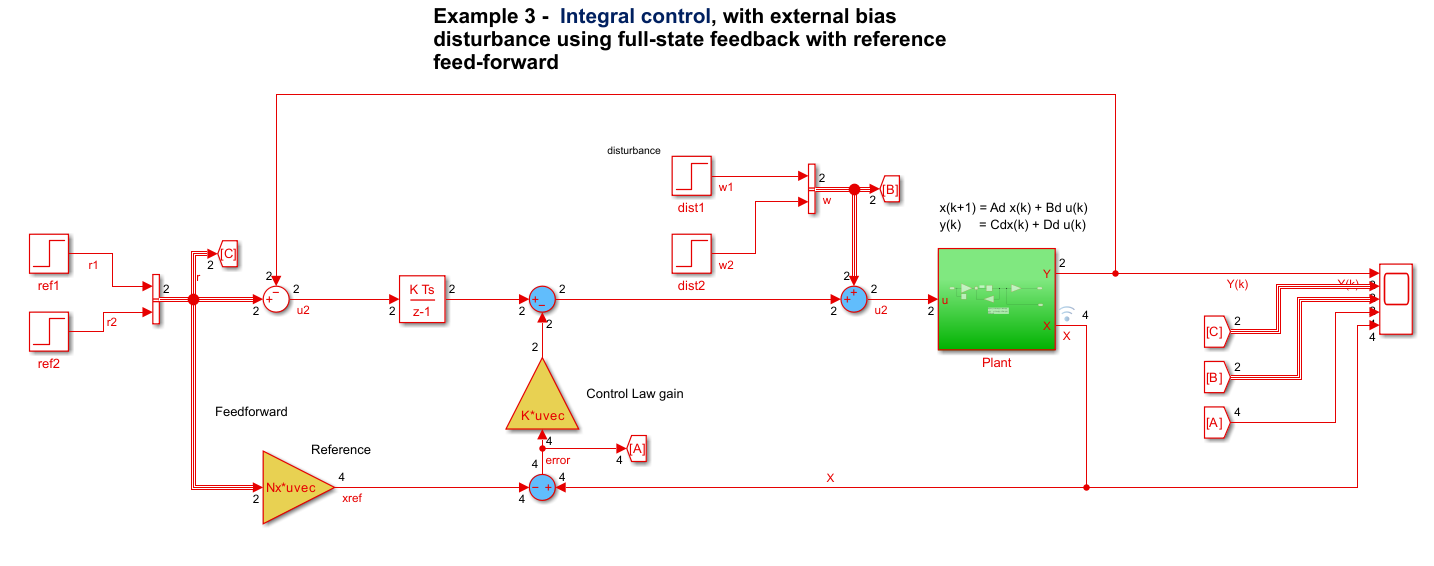 Example 3 - Integral control, with external bias
disturbance using full-state feedback with reference
feed-forward
disturbance
w1
dist1
2
w
[B]
2
w2
dist2
2
x(k+1) = Ad x(k) + Bd u(k)
y(k) = Cdx(k) + Dd u(k)
r1
ref1
r2
ref2
2
[C]
2
r
2
−
+
2
2
u2
K Ts
z-1
2
2
+
−
2
2
2
+
+
2
2
u2
u
2
Y
2
X
4
X
Plant
Y(k)
[C]
2
[B]
2
[A]
4
4
K*uvec
Control Law gain
4
error
[A]
4
Feedforward
Reference
Nx*uvec
2
4
xref
4
4
− +
4
X